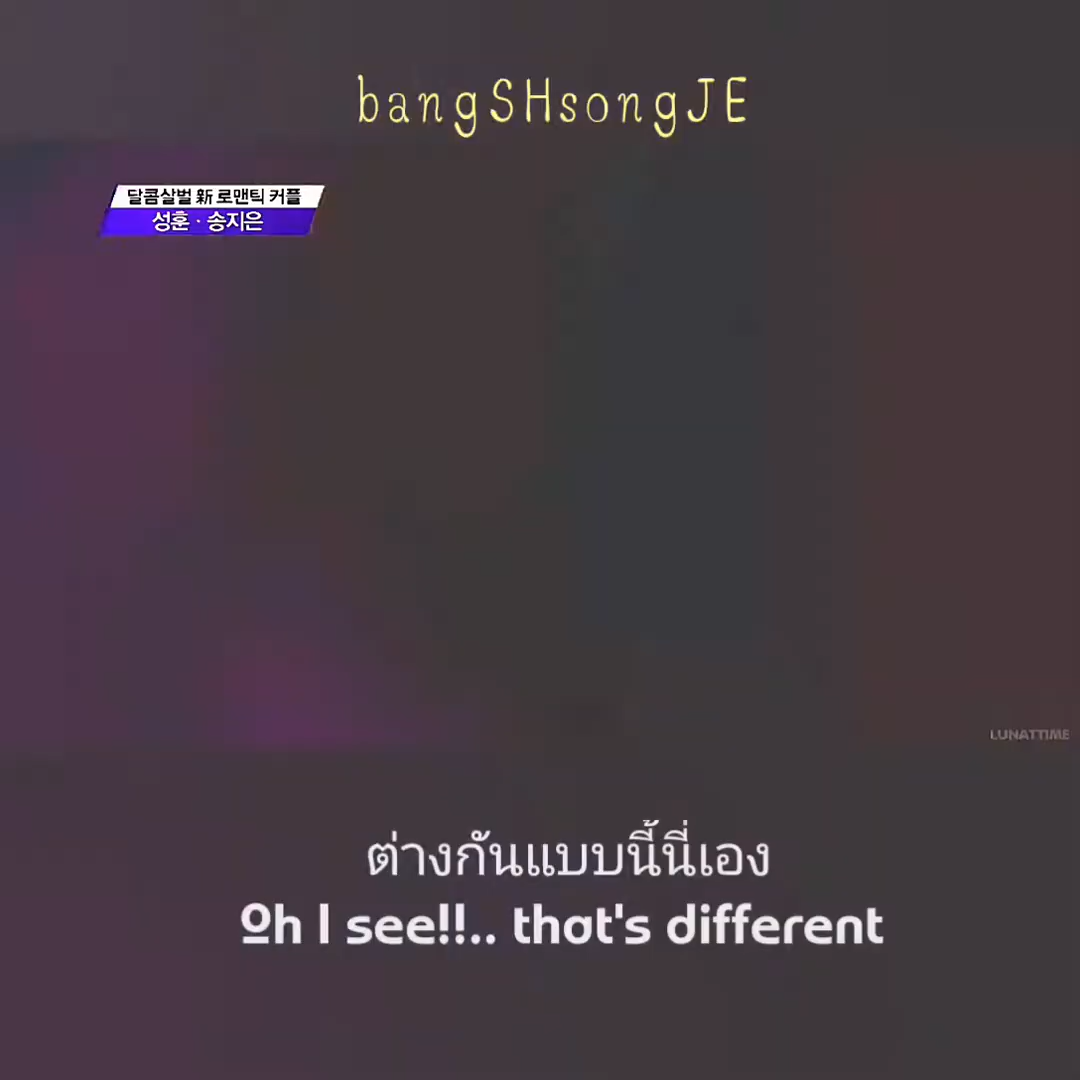 bangSHsongJE
달콤살벌 新 로맨틱 커플
성훈 · 송지은
LUNATTIME
ต่างกันแบบนี้นี่เอง
Oh I see!!.. that's different